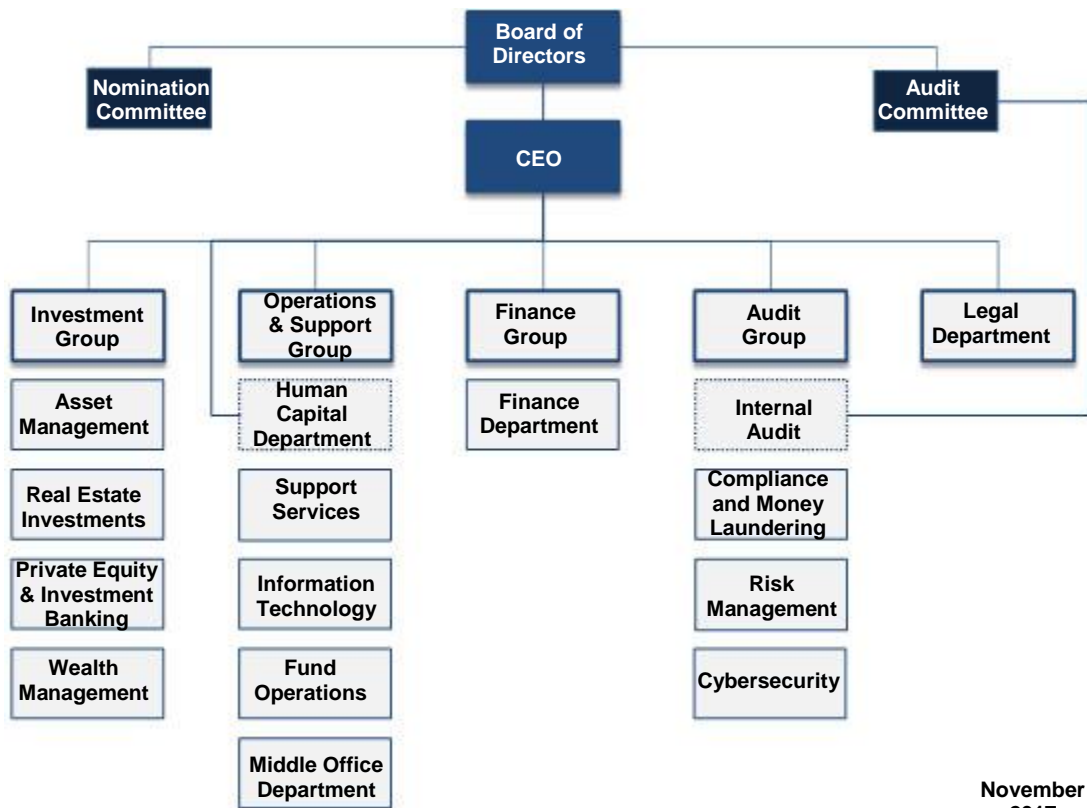 Board of
Directors
Nomination
Committee
Audit
Committee
CEO
Investment
Group
Operations
& Support
Group
Finance
Group
Audit
Group
Legal
Department
Asset
Management
Human
Capital
Department
Finance
Department
Internal
Audit
Real Estate
Investments
Support
Services
Compliance
and Money
Laundering
Private Equity
& Investment
Banking
Information
Technology
Risk
Management
Wealth
Management
Fund
Operations
Cybersecurity
Middle Office
Department
November